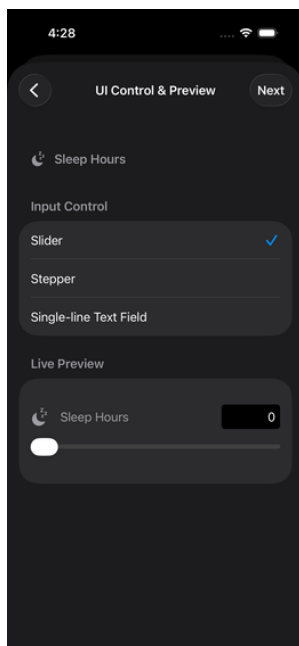 4:28
UI Control & Preview
Next
Sleep Hours
Input Control
Slider
Stepper
Single-line Text Field
Live Preview
Sleep Hours
0